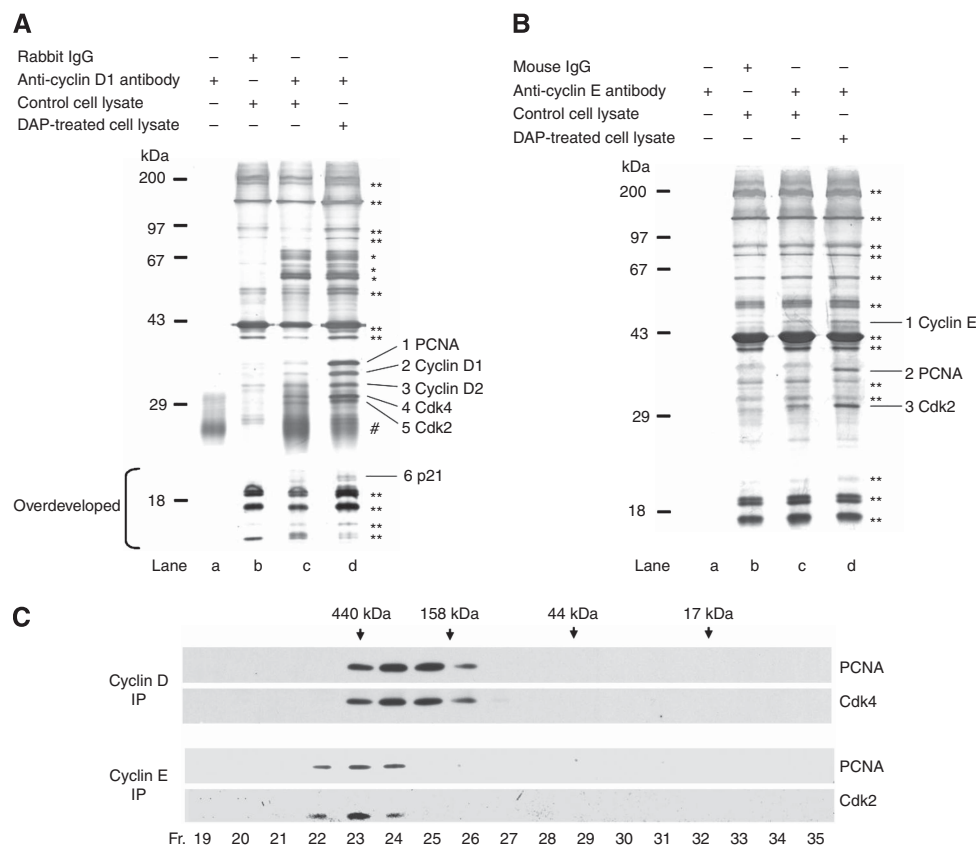 A
Rabbit IgG – + – –
Anti-cyclin D1 antibody + – + +
Control cell lysate – + + –
DAP-treated cell lysate – – – +
kDa
200
97
67
43
29
18
**
**
**
**
*
*
*
**
**
**
1 PCNA
2 Cyclin D1
3 Cyclin D2
4 Cdk4
5 Cdk2
#
6 p21
**
**
**
**
Overdeveloped
Lane a b c d
B
Mouse IgG – + – –
Anti-cyclin E antibody + – + +
Control cell lysate – + + –
DAP-treated cell lysate – – – +
kDa
200
97
67
43
29
18
**
**
**
**
**
**
1 Cyclin E
**
**
2 PCNA
**
**
3 Cdk2
**
**
**
Lane a b c d
C
440 kDa 158 kDa 44 kDa 17 kDa
Cyclin D
IP
PCNA
Cdk4
Cyclin E
IP
PCNA
Cdk2
Fr. 19 20 21 22 23 24 25 26 27 28 29 30 31 32 33 34 35